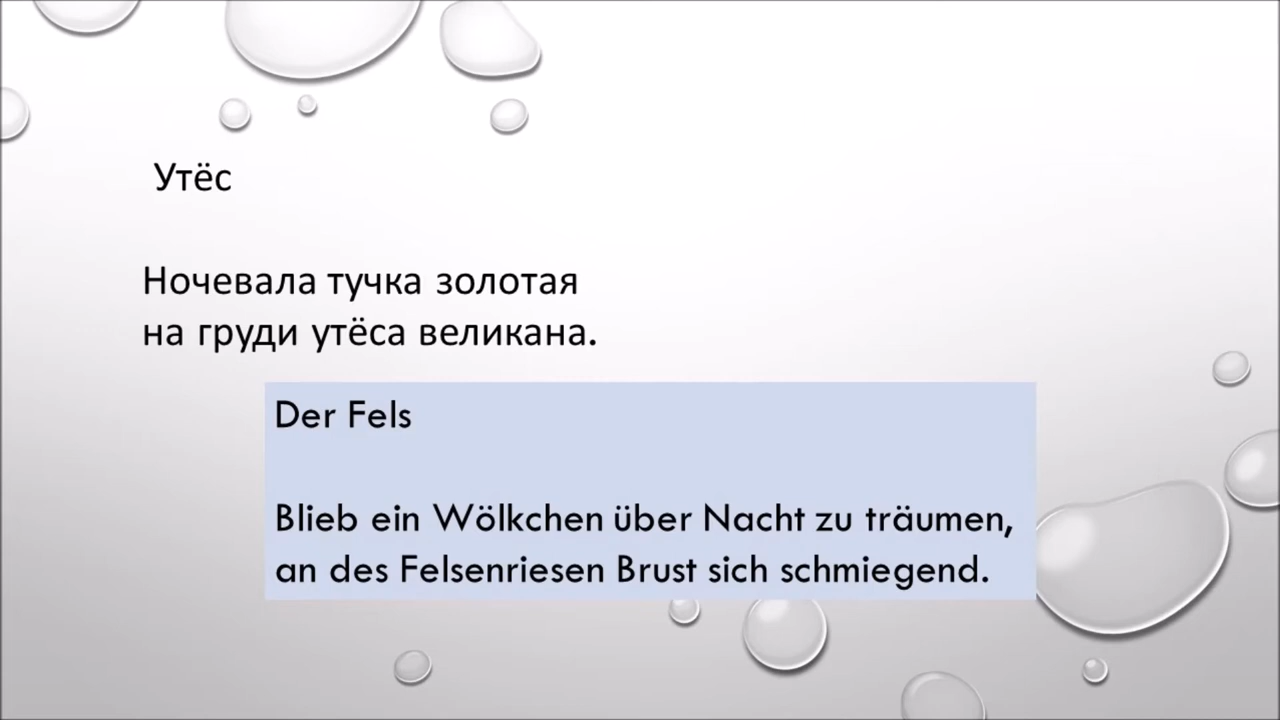 Утёс
Ночевала тучка золотая
на груди утёса великана.
Der Fels
Blieb ein Wölkchen über Nacht zu träumen,
an des Felsenriesen Brust sich schmiegend.